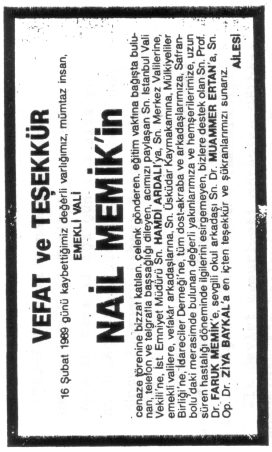 VEFAT ve TEŞEKKÜR
16 Şubat 1989 günü kaybettiğimiz değerli varlığımız, mümtaz insan,
EMEKLİ VALİ
NAİL MEMİK'in
cenaze törenine bizzat katılan, çelenk gönderen, eğitim vakfına bağışta bulu-
nan, telefon ve telgrafla başsağlığı dileyen, acımızı paylaşan Sn. İstanbul Vali
Vekili'ne, İst. Emniyet Müdürü Sn. HAMDİ ARDALI'ya, Sn. Merkez Valilerine,
emekli valilere, vefakâr arkadaşlarına, Sn. Üsküdar Kaymakamına, Mülkiyeliler
Birliği'ne, İdareciler Derneği'ne, tüm dost-akraba ve arkadaşlarımıza, Safran-
bolu'daki merasimde bulunan değerli yakınlarımıza ve hemşerilerimize, uzun
süren hastalığı döneminde ilgilerini esirgemeyen, bizlere destek olan Sn. Prof.
Dr. FARUK MEMİK'e, sevgili okul arkadaşı Sn. Dr. MUAMMER ERTAN'a, Sn.
Op. Dr. ZİYA BAYKAL'a en içten teşekkür ve şükranlarımızı sunarız.
AİLESİ